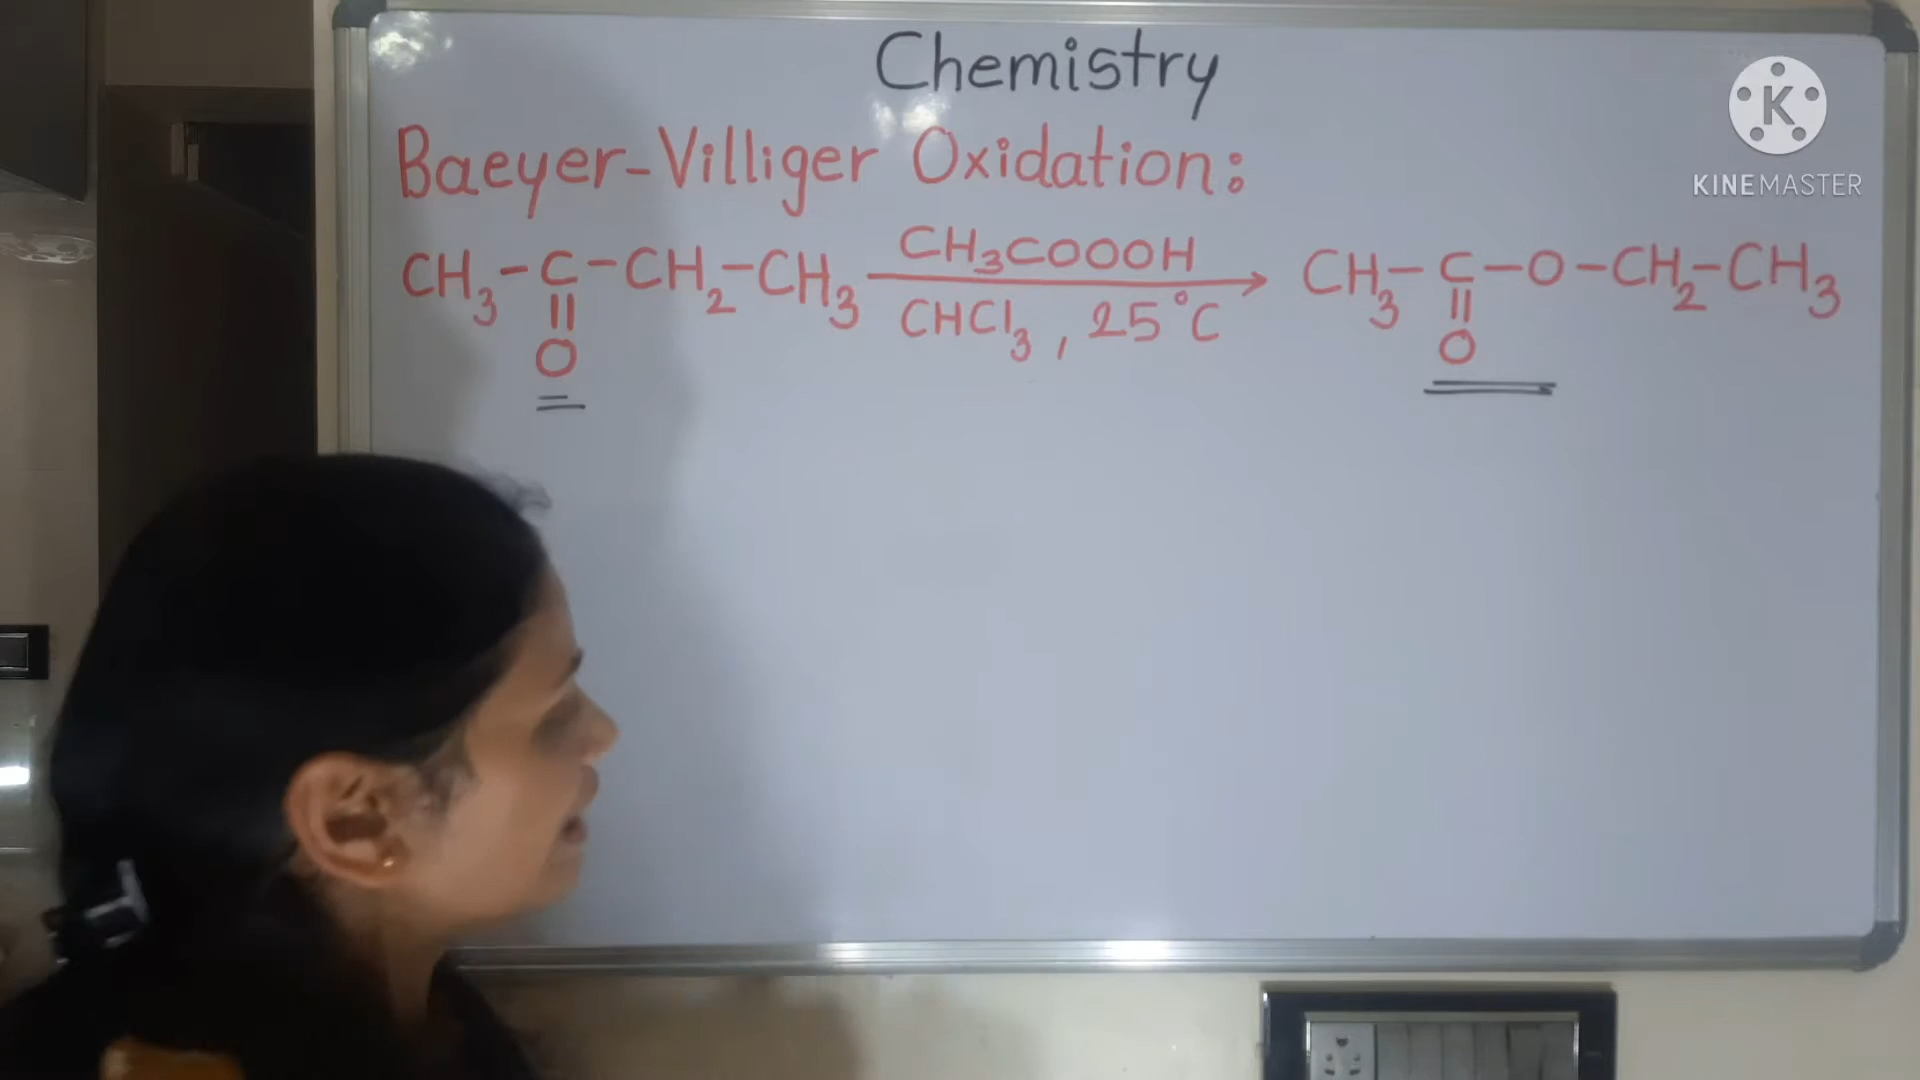 Chemistry
KINEMASTER
Baeyer-Villiger Oxidation:
CH₃-C-CH₂-CH₃ CH₃COOOH CH₃-C-O-CH₂-CH₃
|| CHCl₃, 25°C ||
O O